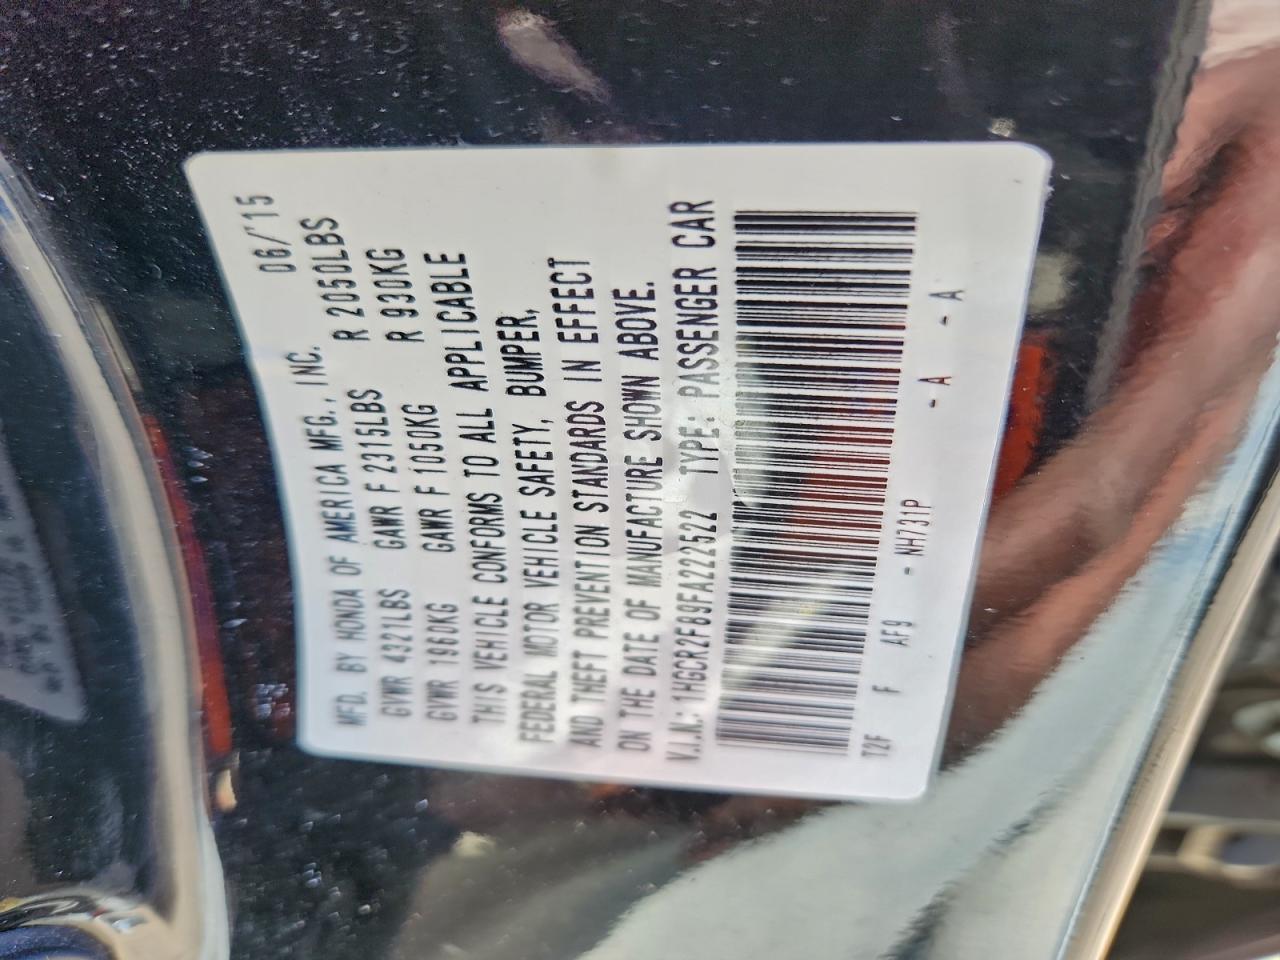 MFD. BY HONDA OF AMERICA MFG., INC. 06/'15
GVWR 4321LBS GAWR F 2315LBS R 2050LBS
GVWR 1960KG GAWR F 1050KG R 930KG
THIS VEHICLE CONFORMS TO ALL APPLICABLE
FEDERAL MOTOR VEHICLE SAFETY, BUMPER,
AND THEFT PREVENTION STANDARDS IN EFFECT
ON THE DATE OF MANUFACTURE SHOWN ABOVE.
V.I.N.: 1HGCR2F89FA222522 TYPE: PASSENGER CAR
T2F F AF9 - NH731P - A - A